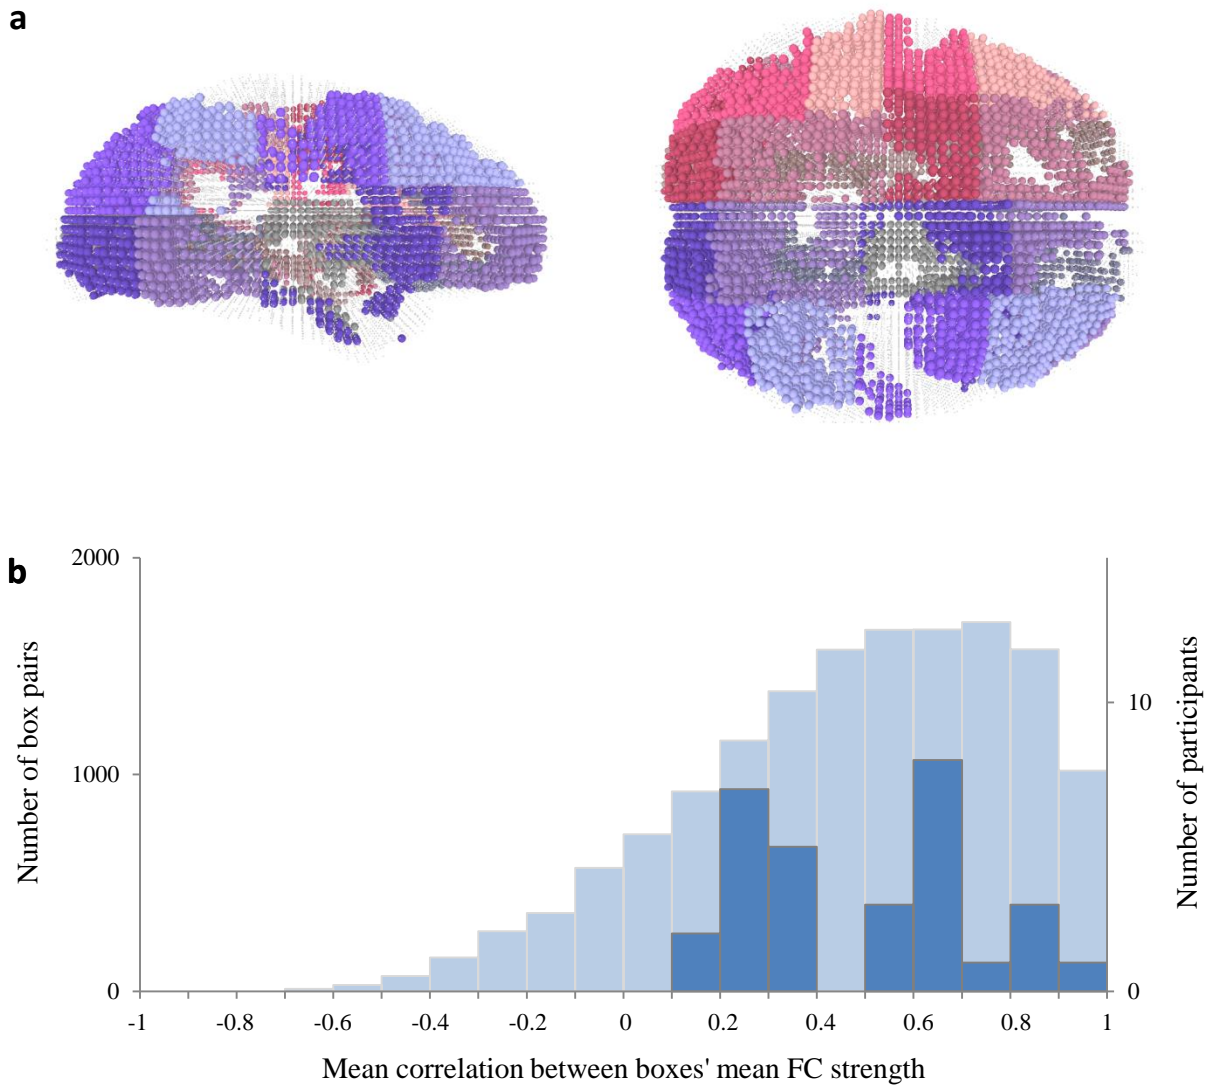 a
b
2000
1000
0
Number of box pairs
10
0
Number of participants
-1 -0.8 -0.6 -0.4 -0.2 0 0.2 0.4 0.6 0.8 1
Mean correlation between boxes' mean FC strength